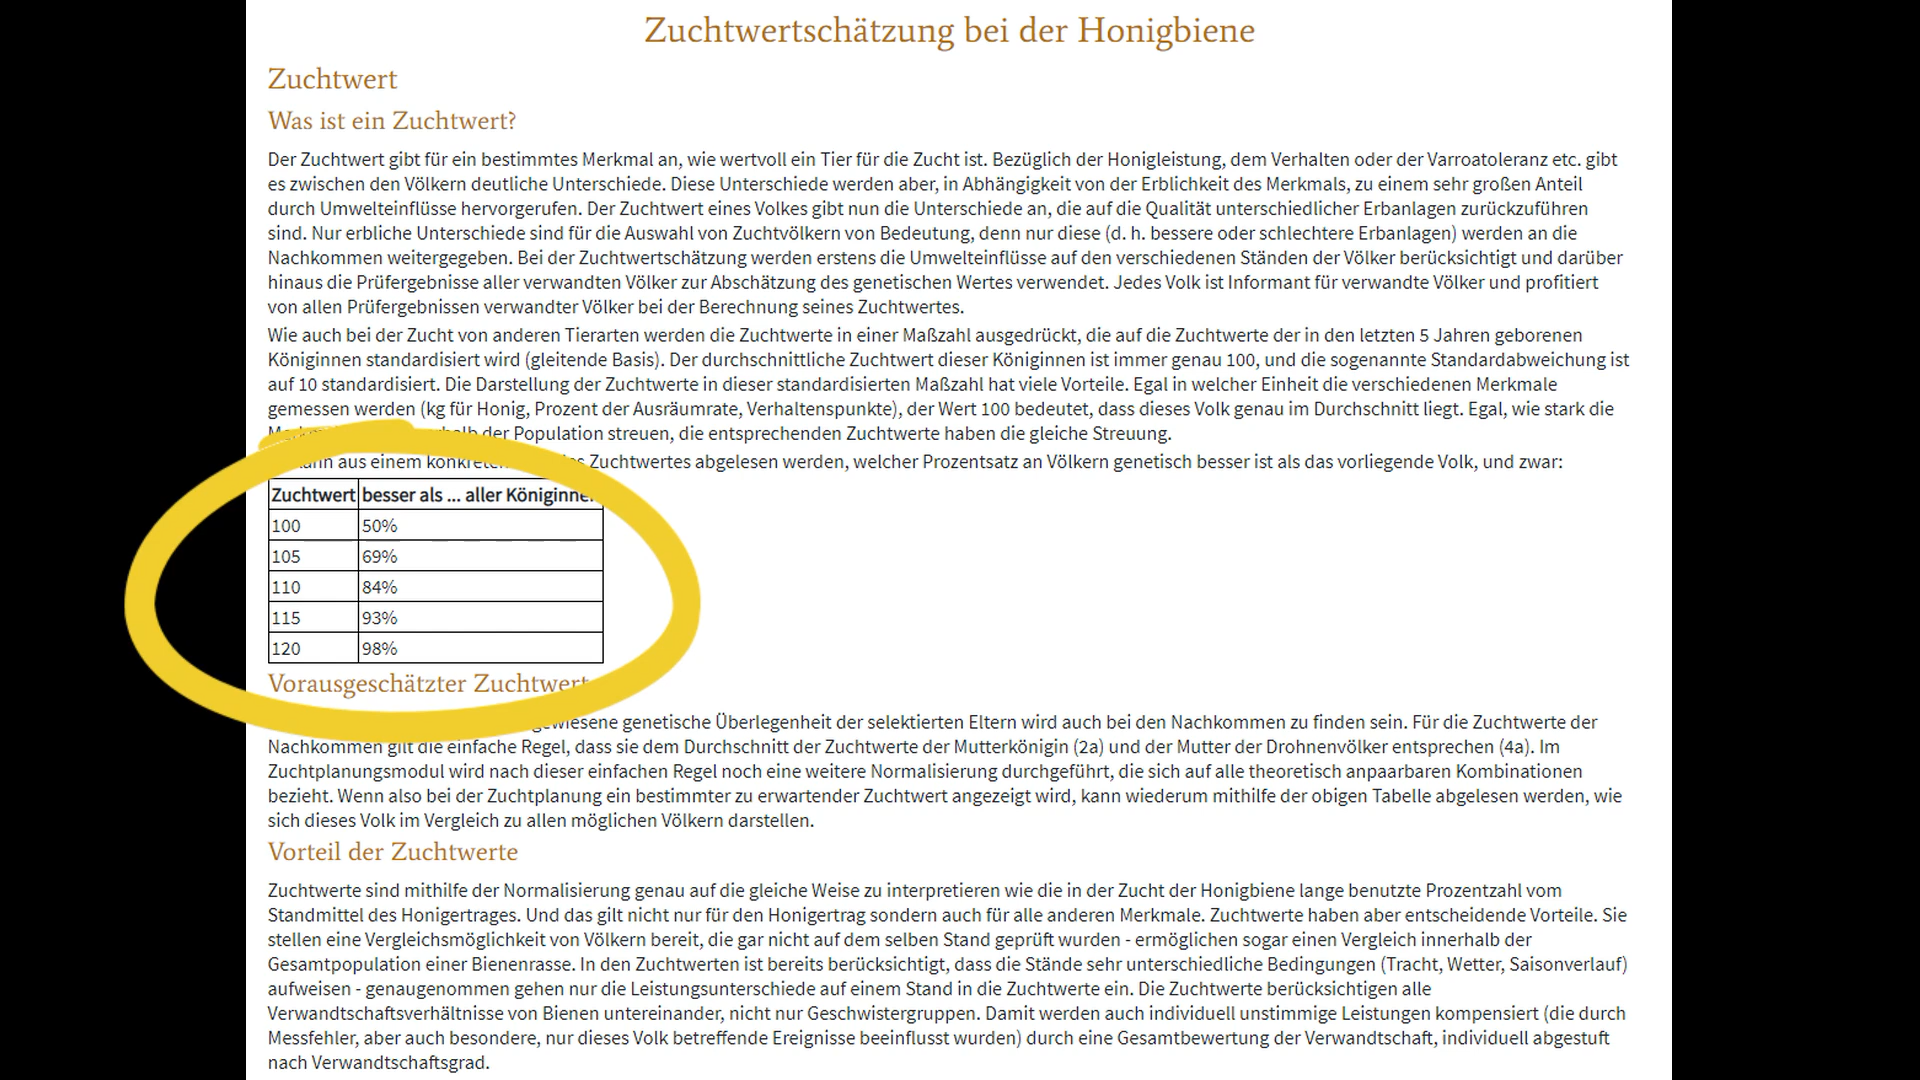 Zuchtwertschätzung bei der Honigbiene
Zuchtwert
Was ist ein Zuchtwert?
Der Zuchtwert gibt für ein bestimmtes Merkmal an, wie wertvoll ein Tier für die Zucht ist. Bezüglich der Honigleistung, dem Verhalten oder der Varroatoleranz etc. gibt
es zwischen den Völkern deutliche Unterschiede. Diese Unterschiede werden aber, in Abhängigkeit von der Erblichkeit des Merkmals, zu einem sehr großen Anteil
durch Umwelteinflüsse hervorgerufen. Der Zuchtwert eines Volkes gibt nun die Unterschiede an, die auf die Qualität unterschiedlicher Erbanlagen zurückzuführen
sind. Nur erbliche Unterschiede sind für die Auswahl von Zuchtvölkern von Bedeutung, denn nur diese (d. h. bessere oder schlechtere Erbanlagen) werden an die
Nachkommen weitergegeben. Bei der Zuchtwertschätzung werden erstens die Umwelteinflüsse auf den verschiedenen Ständen der Völker berücksichtigt und darüber
hinaus die Prüfergebnisse aller verwandten Völker zur Abschätzung des genetischen Wertes verwendet. Jedes Volk ist Informant für verwandte Völker und profitiert
von allen Prüfergebnissen verwandter Völker bei der Berechnung seines Zuchtwertes.
Wie auch bei der Zucht von anderen Tierarten werden die Zuchtwerte in einer Maßzahl ausgedrückt, die auf die Zuchtwerte der in den letzten 5 Jahren geborenen
Königinnen standardisiert wird (gleitende Basis). Der durchschnittliche Zuchtwert dieser Königinnen ist immer genau 100, und die sogenannte Standardabweichung ist
auf 10 standardisiert. Die Darstellung der Zuchtwerte in dieser standardisierten Maßzahl hat viele Vorteile. Egal in welcher Einheit die verschiedenen Merkmale
gemessen werden (kg für Honig, Prozent der Ausräumrate, Verhaltenspunkte), der Wert 100 bedeutet, dass dieses Volk genau im Durchschnitt liegt. Egal, wie stark die
der Population streuen, die entsprechenden Zuchtwerte haben die gleiche Streuung.
aus einem Zuchtwertes abgelesen werden, welcher Prozentsatz an Völkern genetisch besser ist als das vorliegende Volk, und zwar:
Zuchtwert besser als ... aller
100 50%
105 69%
110 84%
115 93%
120 98%
Vorausgeschätzter Zuchtwert
genetische Überlegenheit der selektierten Eltern wird auch bei den Nachkommen zu finden sein. Für die Zuchtwerte der
Nachkommen gilt die einfache Regel, dass sie dem Durchschnitt der Zuchtwerte der Mutterkönigin (2a) und der Mutter der Drohnenvölker entsprechen (4a). Im
Zuchtplanungsmodul wird nach dieser einfachen Regel noch eine weitere Normalisierung durchgeführt, die sich auf alle theoretisch anpaarbaren Kombinationen
bezieht. Wenn also bei der Zuchtplanung ein bestimmter zu erwartender Zuchtwert angezeigt wird, kann wiederum mithilfe der obigen Tabelle abgelesen werden, wie
sich dieses Volk im Vergleich zu allen möglichen Völkern darstellen.
Vorteil der Zuchtwerte
Zuchtwerte sind mithilfe der Normalisierung genau auf die gleiche Weise zu interpretieren wie die in der Zucht der Honigbiene lange benutzte Prozentzahl vom
Standmittel des Honigertrages. Und das gilt nicht nur für den Honigertrag sondern auch für alle anderen Merkmale. Zuchtwerte haben aber entscheidende Vorteile. Sie
stellen eine Vergleichsmöglichkeit von Völkern bereit, die gar nicht auf dem selben Stand geprüft wurden - ermöglichen sogar einen Vergleich innerhalb der
Gesamtpopulation einer Bienenrasse. In den Zuchtwerten ist bereits berücksichtigt, dass die Stände sehr unterschiedliche Bedingungen (Tracht, Wetter, Saisonverlauf)
aufweisen - genaugenommen gehen nur die Leistungsunterschiede auf einem Stand in die Zuchtwerte ein. Die Zuchtwerte berücksichtigen alle
Verwandtschaftsverhältnisse von Bienen untereinander, nicht nur Geschwistergruppen. Damit werden auch individuell unstimmige Leistungen kompensiert (die durch
Messfehler, aber auch besondere, nur dieses Volk betreffende Ereignisse beeinflusst wurden) durch eine Gesamtbewertung der Verwandtschaft, individuell abgestuft
nach Verwandtschaftsgrad.